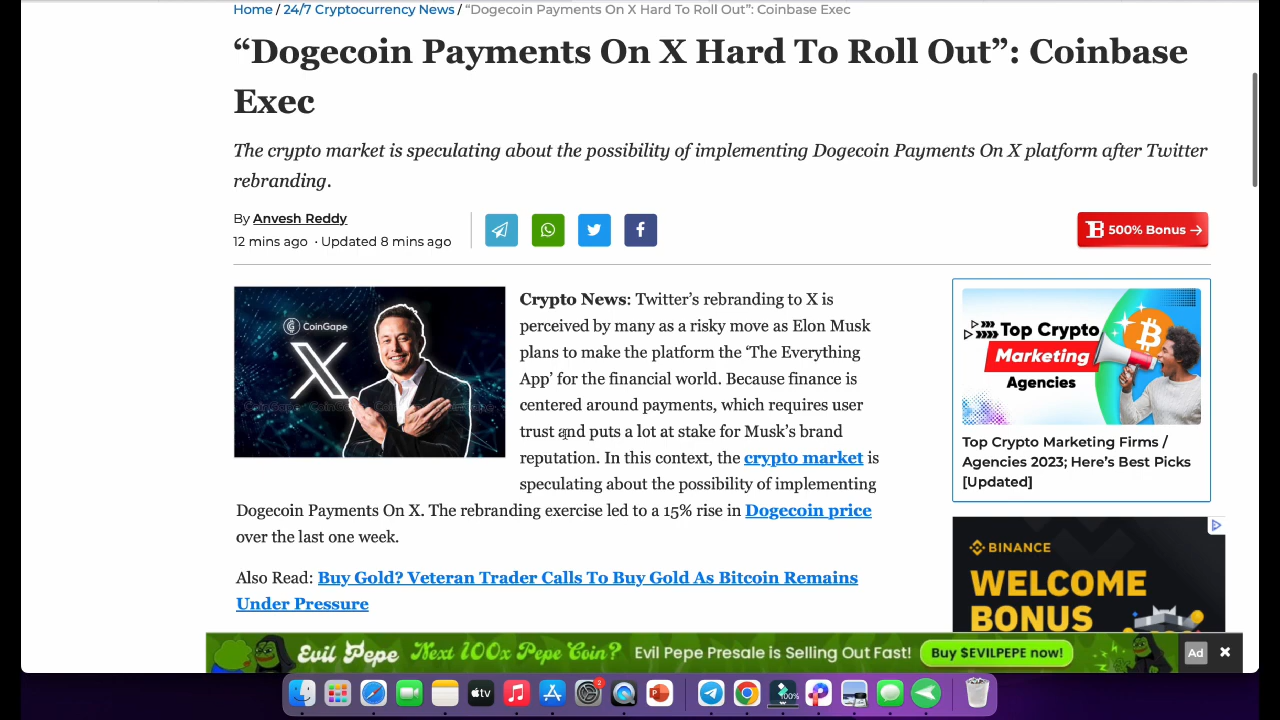 Home / 24/7 Cryptocurrency News / “Dogecoin Payments On X Hard To Roll Out”: Coinbase Exec
“Dogecoin Payments On X Hard To Roll Out”: Coinbase
Exec
The crypto market is speculating about the possibility of implementing Dogecoin Payments On X platform after Twitter
rebranding.
By Anvesh Reddy
12 mins ago · Updated 8 mins ago
500% Bonus →
CoinGape
X
Crypto News: Twitter’s rebranding to X is
perceived by many as a risky move as Elon Musk
plans to make the platform the ‘The Everything
App’ for the financial world. Because finance is
centered around payments, which requires user
trust and puts a lot at stake for Musk’s brand
reputation. In this context, the crypto market is
speculating about the possibility of implementing
Dogecoin Payments On X. The rebranding exercise led to a 15% rise in Dogecoin price
over the last one week.
Also Read: Buy Gold? Veteran Trader Calls To Buy Gold As Bitcoin Remains
Under Pressure
Top Crypto
Marketing
Agencies
Top Crypto Marketing Firms /
Agencies 2023; Here’s Best Picks
[Updated]
BINANCE
WELCOME
BONUS
Evil Pepe Next 100x Pepe Coin? Evil Pepe Presale is Selling Out Fast! Buy $EVILPEPE now! Ad
tv
2
100%